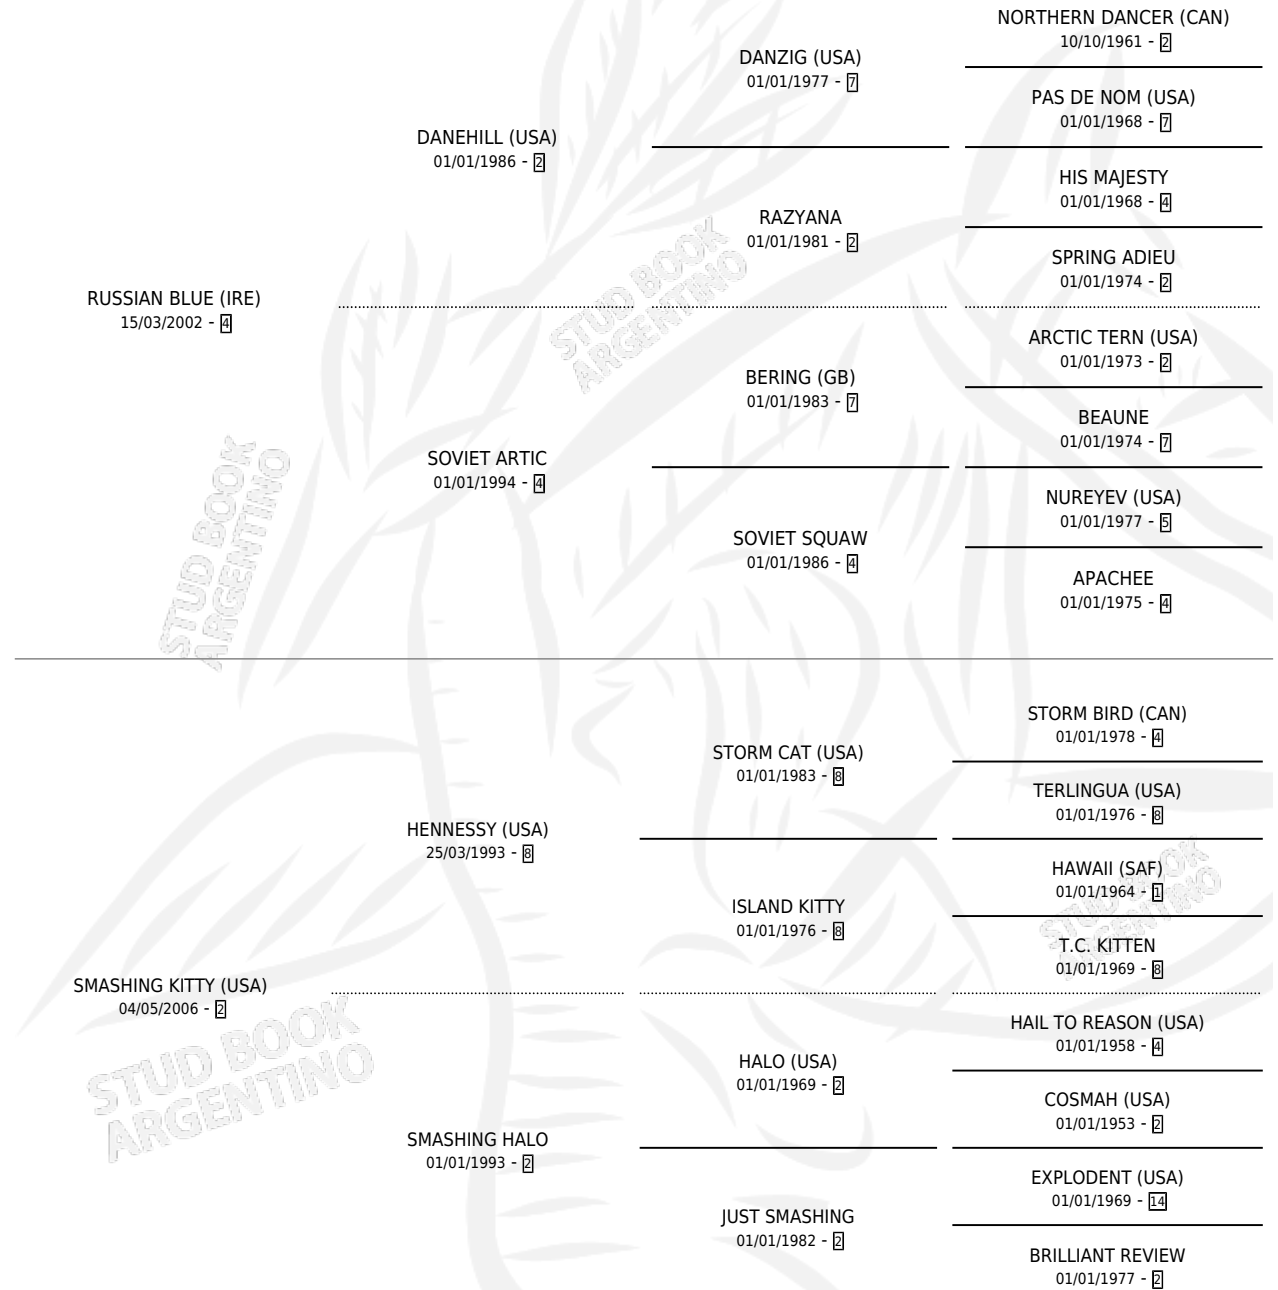 NORTHERN DANCER (CAN)
10/10/1961 - 2
DANZIG (USA)
01/01/1977 - 7
PAS DE NOM (USA)
01/01/1968 - 7
DANEHILL (USA)
01/01/1986 - 2
HIS MAJESTY
01/01/1968 - 4
RAZYANA
01/01/1981 - 2
SPRING ADIEU
01/01/1974 - 2
RUSSIAN BLUE (IRE)
15/03/2002 - 4
STUD BOOK
ARGENTINO
ARCTIC TERN (USA)
01/01/1973 - 2
BERING (GB)
01/01/1983 - 7
BEAUNE
01/01/1974 - 7
SOVIET ARTIC
01/01/1994 - 4
NUREYEV (USA)
01/01/1977 - 5
SOVIET SQUAW
01/01/1986 - 4
APACHEE
01/01/1975 - 4
STUD BOOK
ARGENTINO
STORM BIRD (CAN)
01/01/1978 - 4
STORM CAT (USA)
01/01/1983 - 8
TERLINGUA (USA)
01/01/1976 - 8
HENNESSY (USA)
25/03/1993 - 8
HAWAII (SAF)
01/01/1964 - 1
ISLAND KITTY
01/01/1976 - 8
STUD BOOK
ARGENTINO
T.C. KITTEN
01/01/1969 - 8
SMASHING KITTY (USA)
04/05/2006 - 2
STUD BOOK
ARGENTINO
HAIL TO REASON (USA)
01/01/1958 - 4
HALO (USA)
01/01/1969 - 2
COSMAH (USA)
01/01/1953 - 2
SMASHING HALO
01/01/1993 - 2
EXPLODENT (USA)
01/01/1969 - 14
JUST SMASHING
01/01/1982 - 2
BRILLIANT REVIEW
01/01/1977 - 2